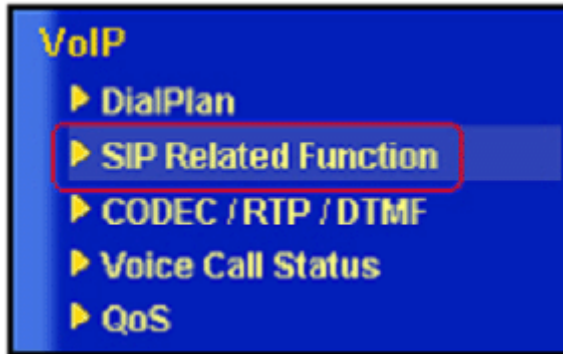 VoIP
DialPlan
SIP Related Function
CODEC / RTP / DTMF
Voice Call Status
QoS